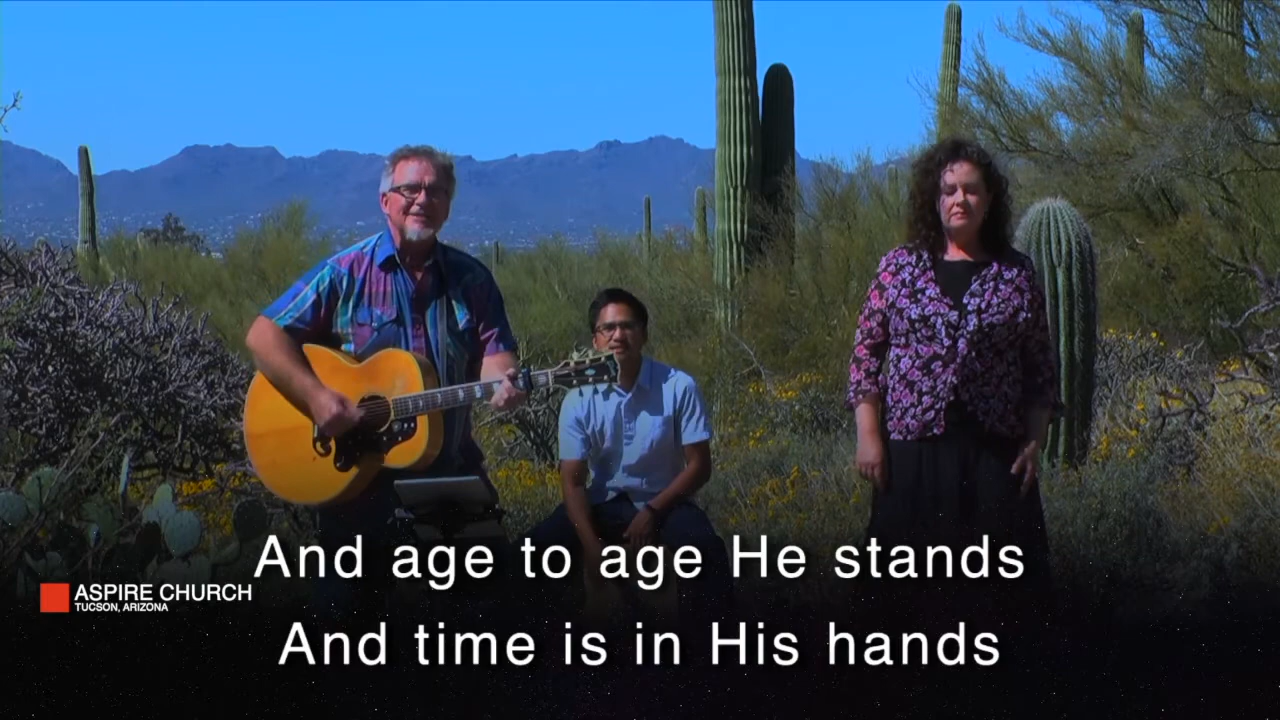 And age to age He stands
ASPIRE CHURCH
TUCSON, ARIZONA
And time is in His hands